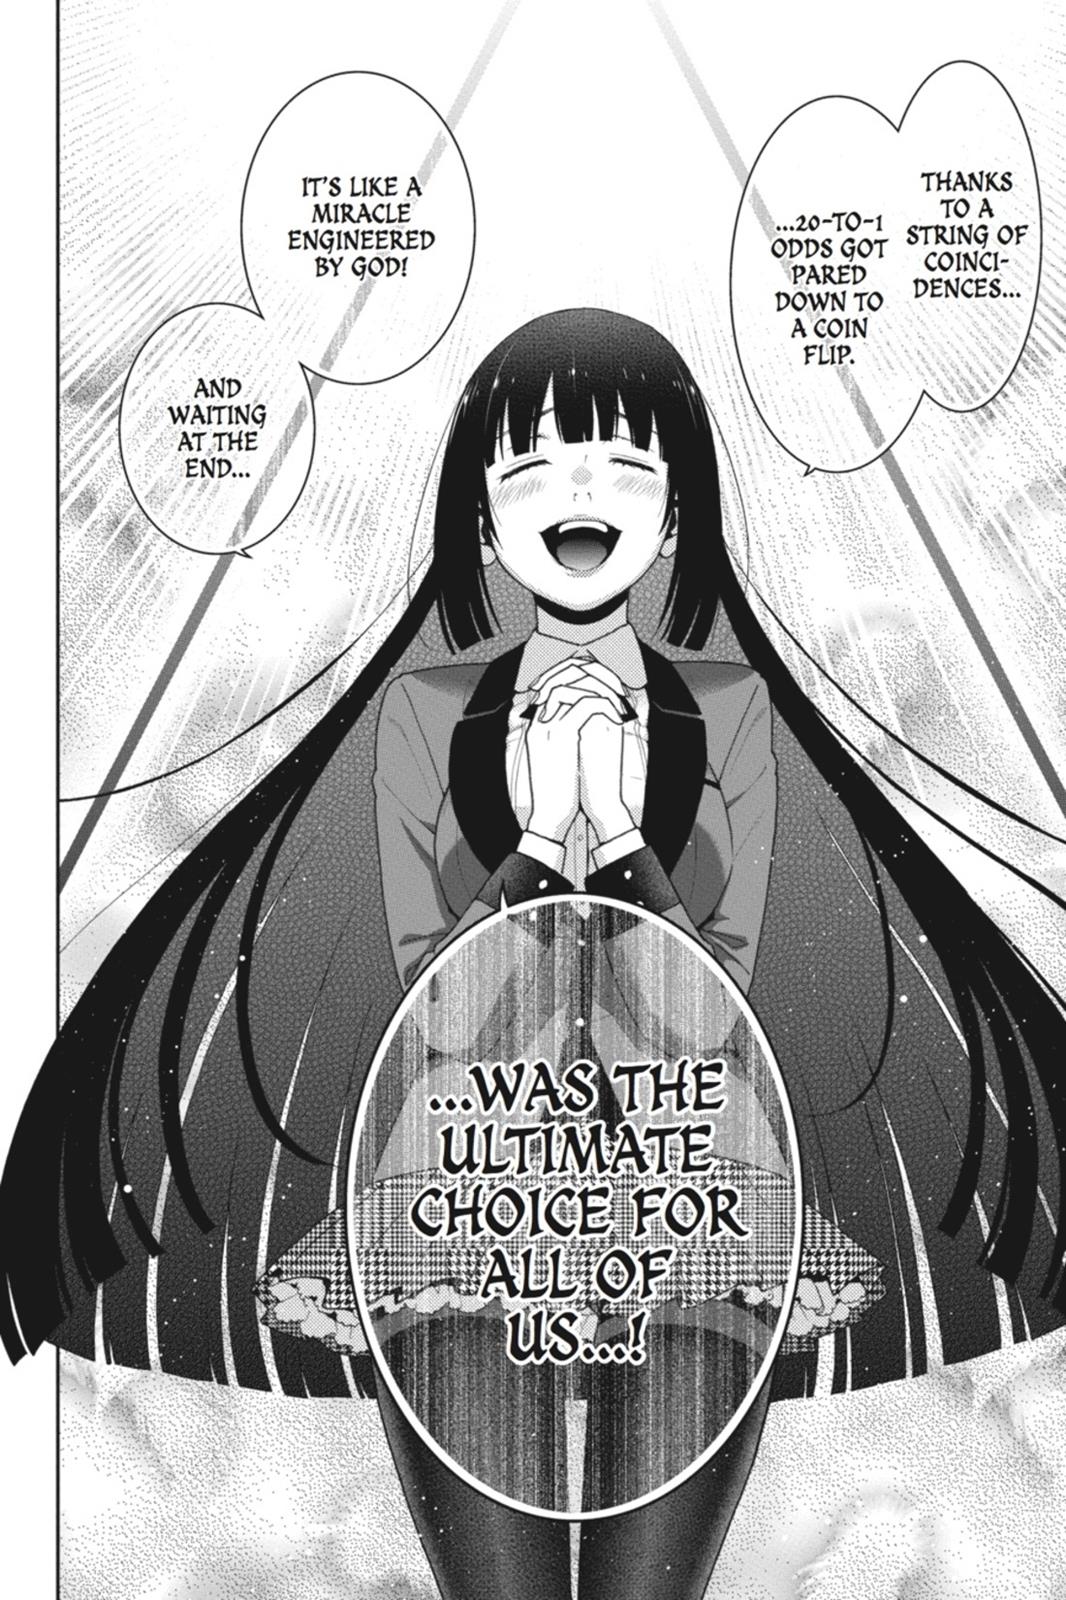 THANKS
TO A
STRING OF
COINCI-
DENCES...
...20-TO-1
ODDS GOT
PARED
DOWN TO
A COIN
FLIP.
IT'S LIKE A
MIRACLE
ENGINEERED
BY GOD!
AND
WAITING
AT THE
END...
...WAS THE
ULTIMATE
CHOICE FOR
ALL OF
US...!